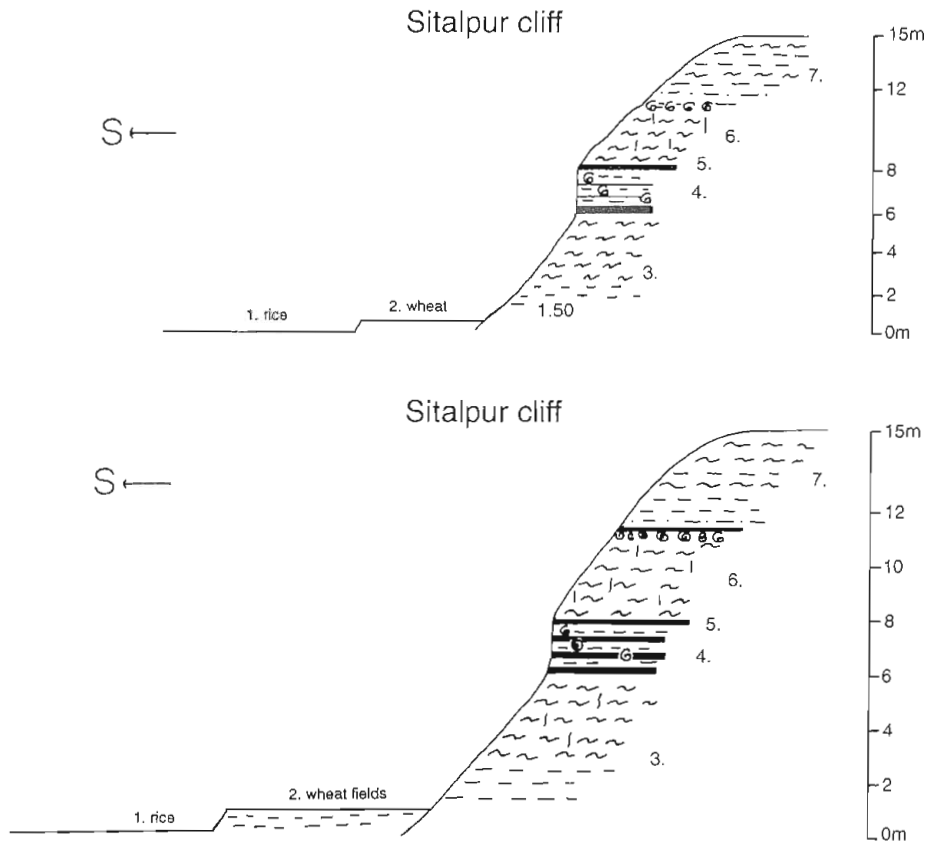 Sitalpur cliff
15m
7.
12
S
6.
5.
8
4.
6
4
3.
2
2. wheat
1. rice
1.50
0m
Sitalpur cliff
15m
7.
S
12
10
6.
8
5.
4.
6
4
3.
2
2. wheat fields
1. rice
0m